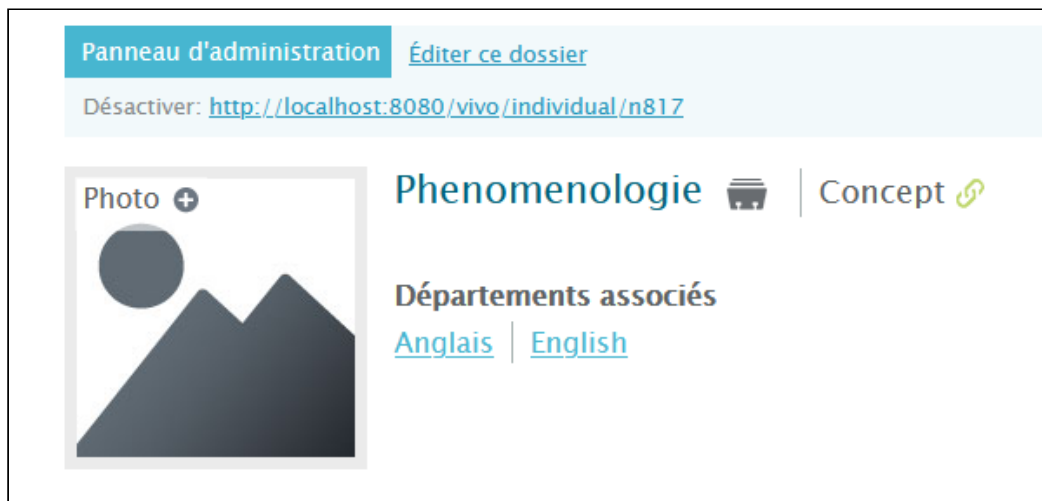 Panneau d'administration Éditer ce dossier
Désactiver: http://localhost:8080/vivo/individual/n817
Photo
Phenomenologie Concept
Départements associés
Anglais English